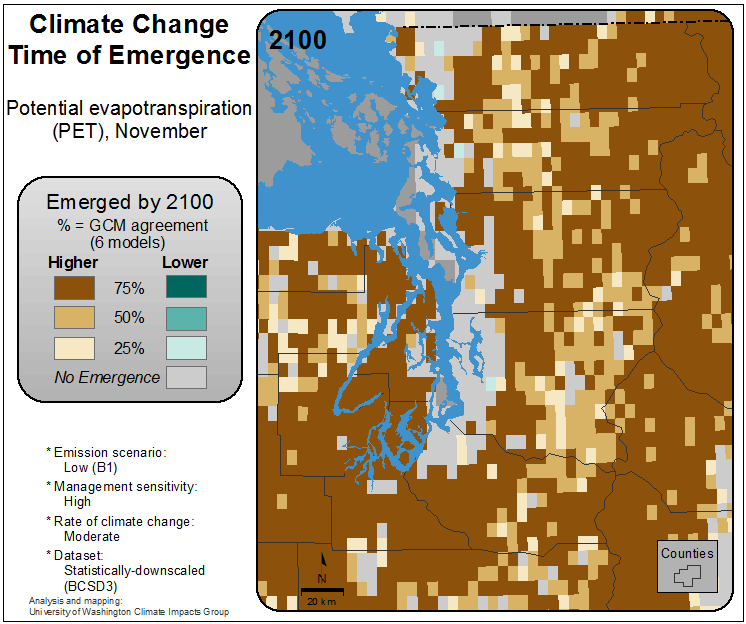 Climate Change
Time of Emergence
Potential evapotranspiration
(PET), November
Emerged by 2100
% = GCM agreement
(6 models)
Higher Lower
75%
50%
25%
No Emergence
* Emission scenario:
Low (B1)
* Management sensitivity:
High
* Rate of climate change:
Moderate
* Dataset:
Statistically-downscaled
(BCSD3)
Analysis and mapping:
University of Washington Climate Impacts Group
2100
N
20 km
Counties